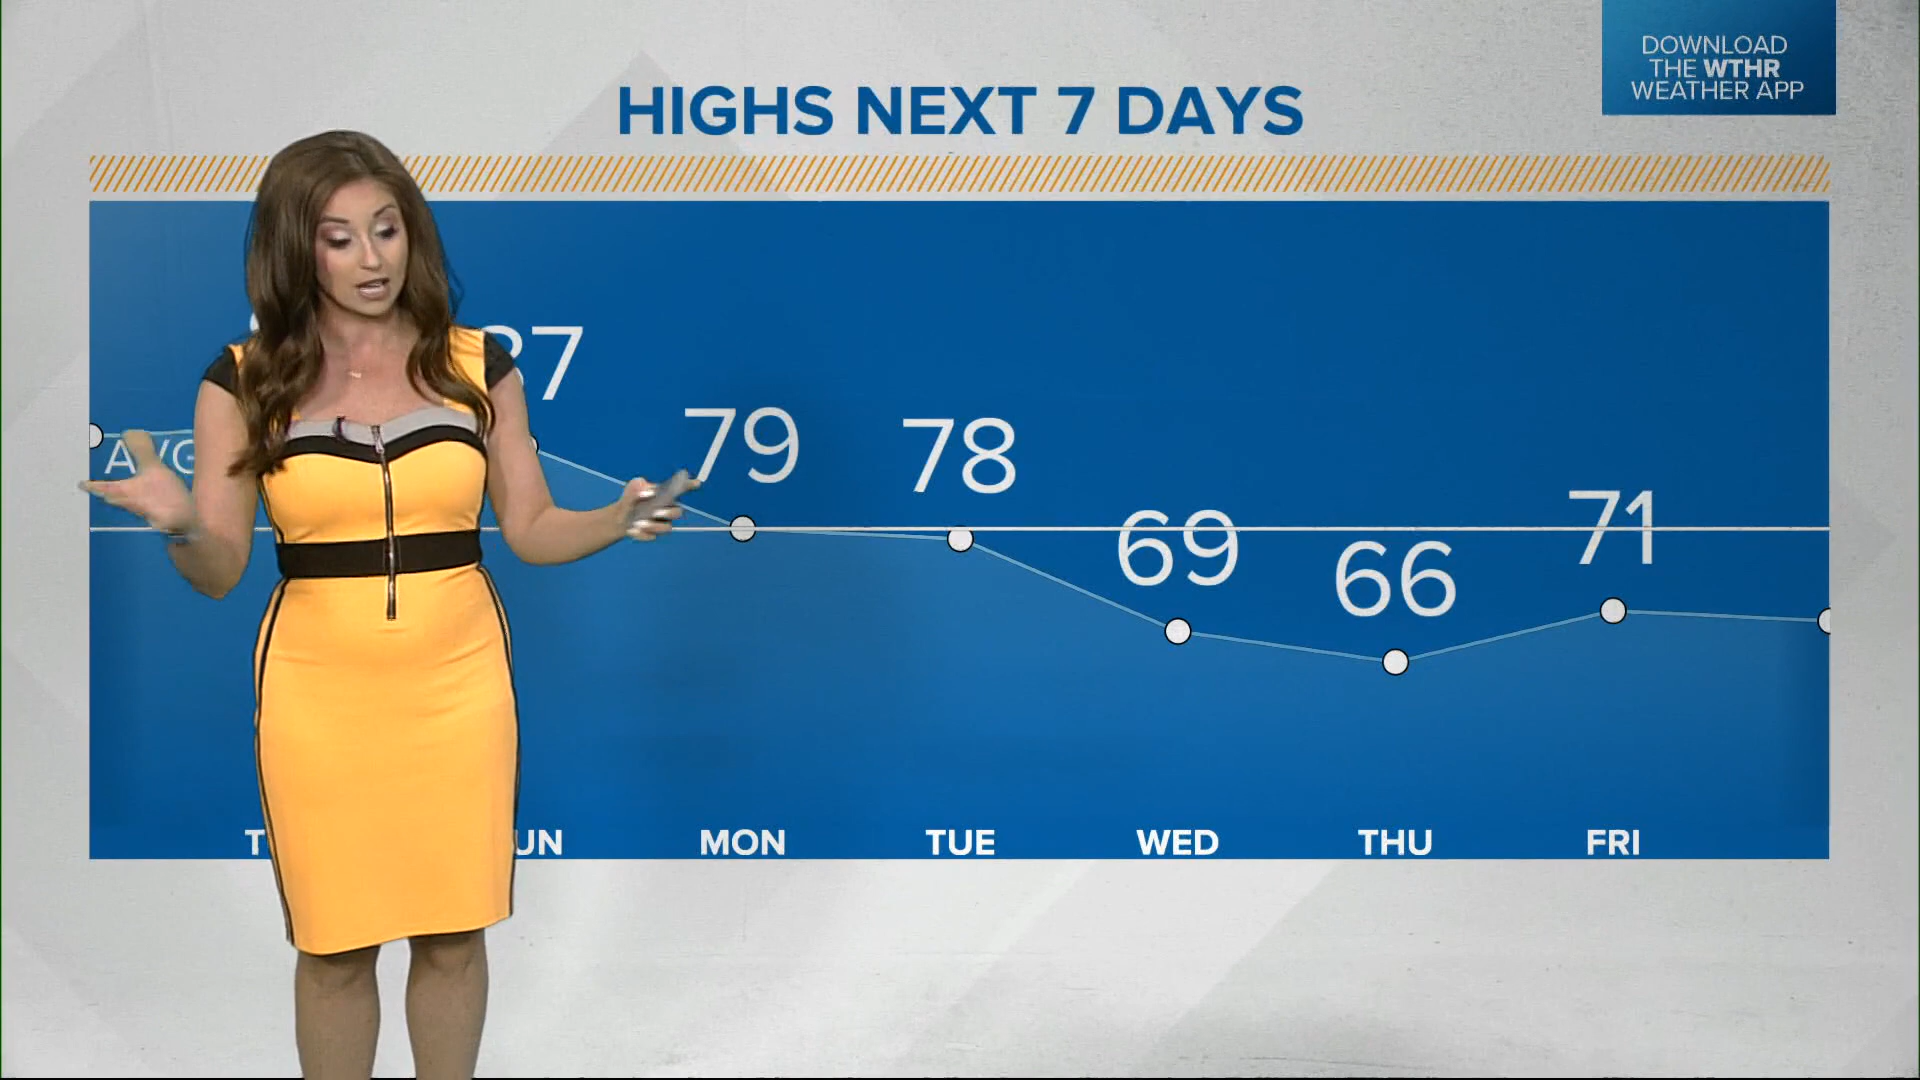 DOWNLOAD
THE WTHR
WEATHER APP
HIGHS NEXT 7 DAYS
79
78
69
66
71
MON
TUE
WED
THU
FRI